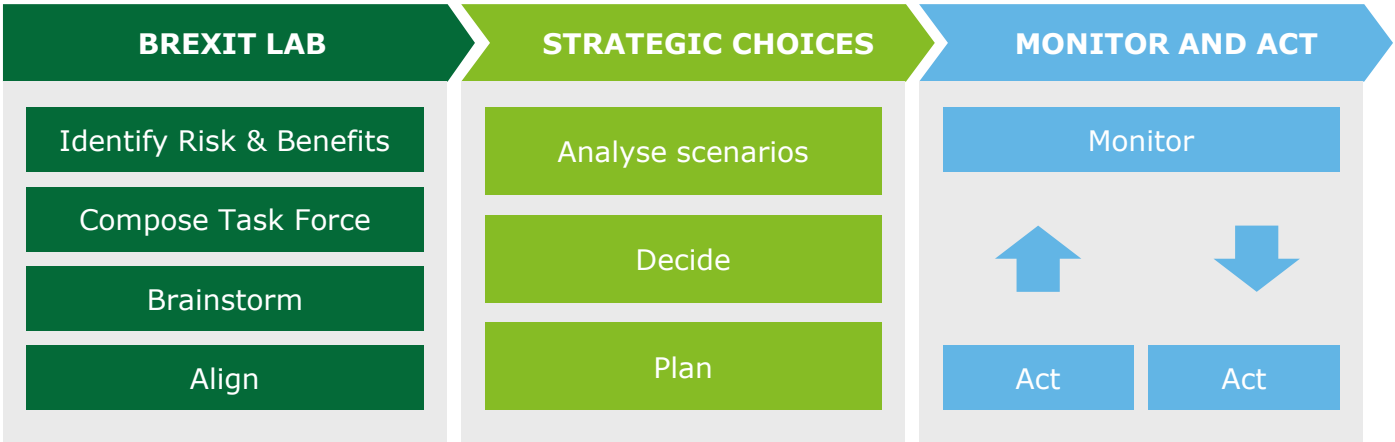 BREXIT LAB
Identify Risk & Benefits
Compose Task Force
Brainstorm
Align
STRATEGIC CHOICES
Analyse scenarios
Decide
Plan
MONITOR AND ACT
Monitor
Act
Act